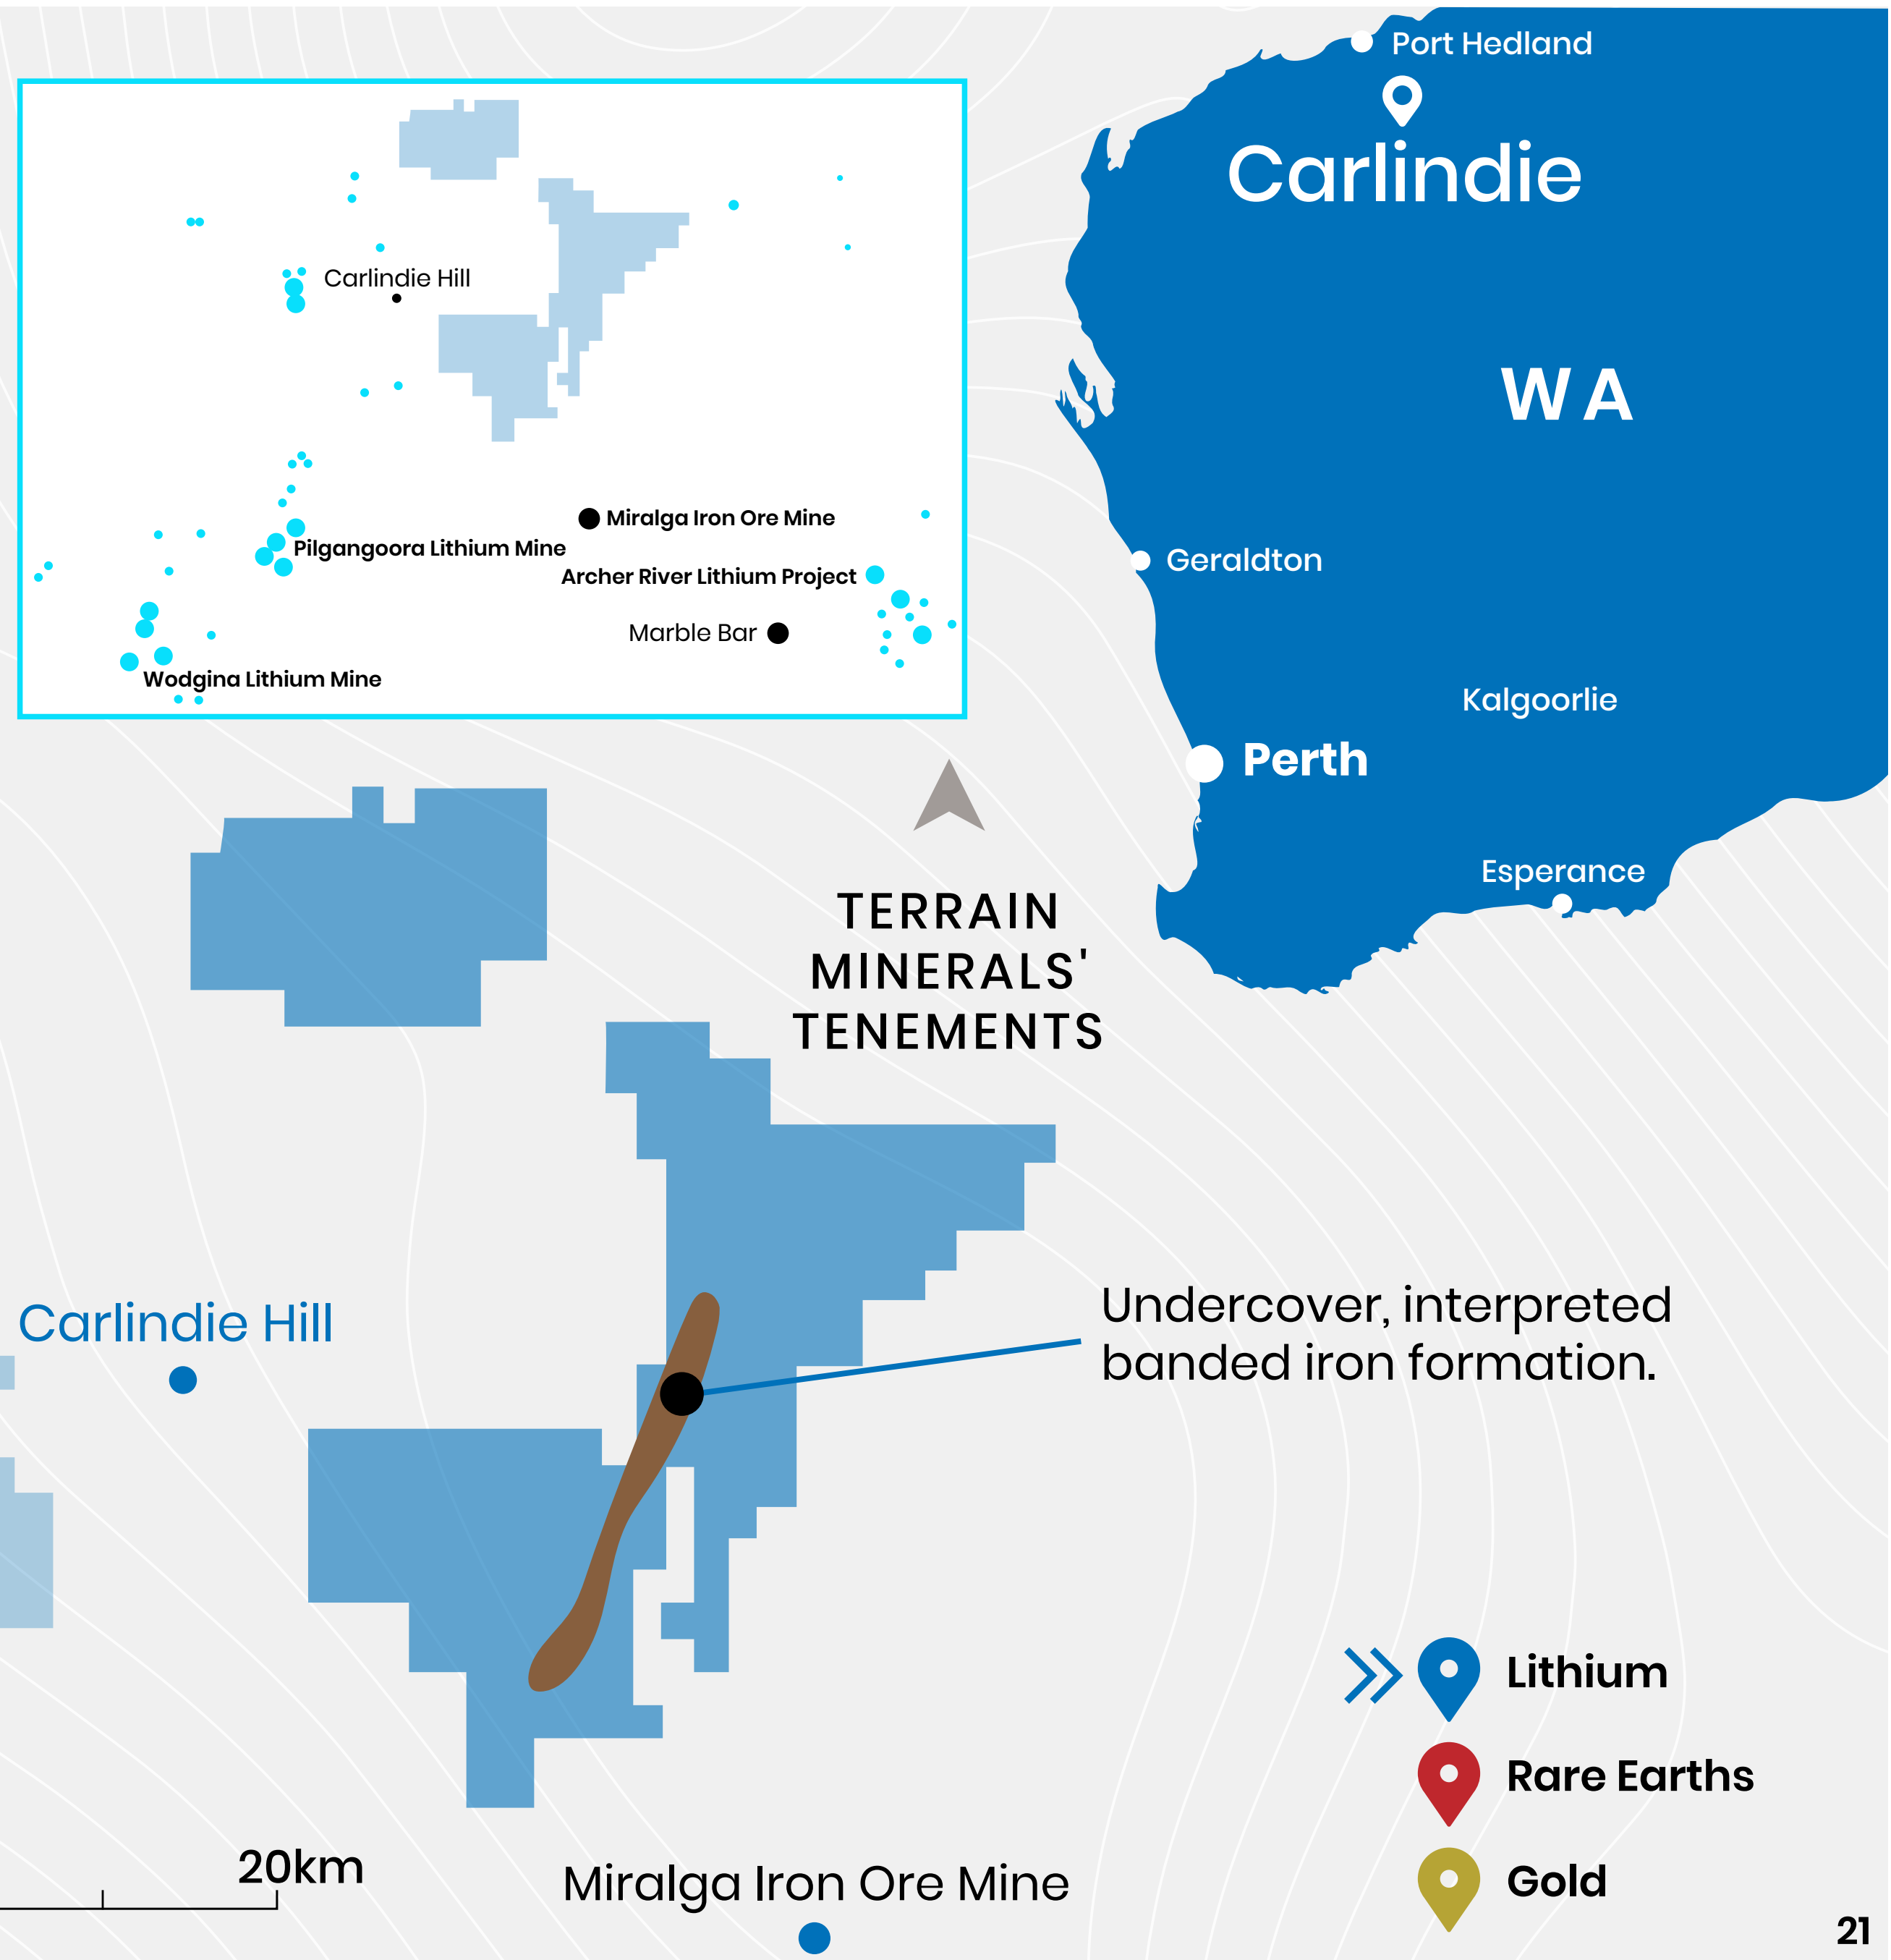 Port Hedland
Carlindie
WA
Geraldton
Kalgoorlie
Perth
Esperance
Carlindie Hill
Miralga Iron Ore Mine
Pilgangoora Lithium Mine
Archer River Lithium Project
Marble Bar
Wodgina Lithium Mine
TERRAIN
MINERALS'
TENEMENTS
Carlindie Hill
Undercover, interpreted
banded iron formation.
Lithium
Rare Earths
Gold
20km
Miralga Iron Ore Mine
21